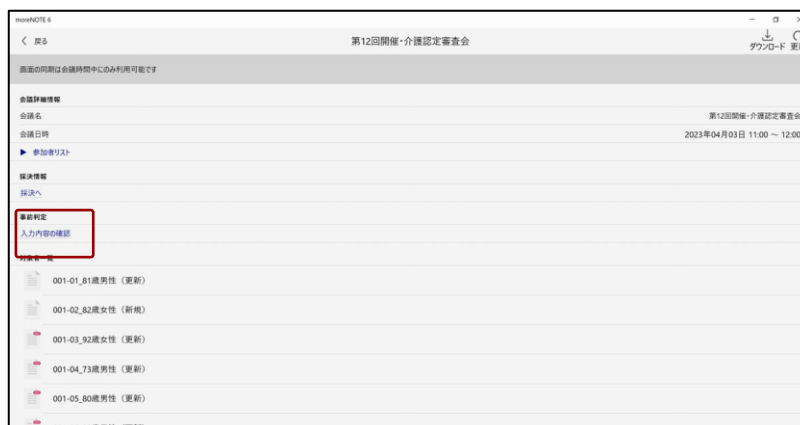 moreNOTE 6
戻る 第12回開催・介護認定審査会 ダウンロード 更
画面の同期は会議時間中にのみ利用可能です
会議詳細情報
会議名 第12回開催・介護認定審査会
会議日時 2023年04月03日 11:00 ～ 12:00
▶ 参加者リスト
採決情報
採決へ
事前判定
入力内容の確認
対象者一覧
001-01_81歳男性（更新）
001-02_82歳女性（新規）
001-03_92歳女性（更新）
001-04_73歳男性（更新）
001-05_80歳男性（更新）